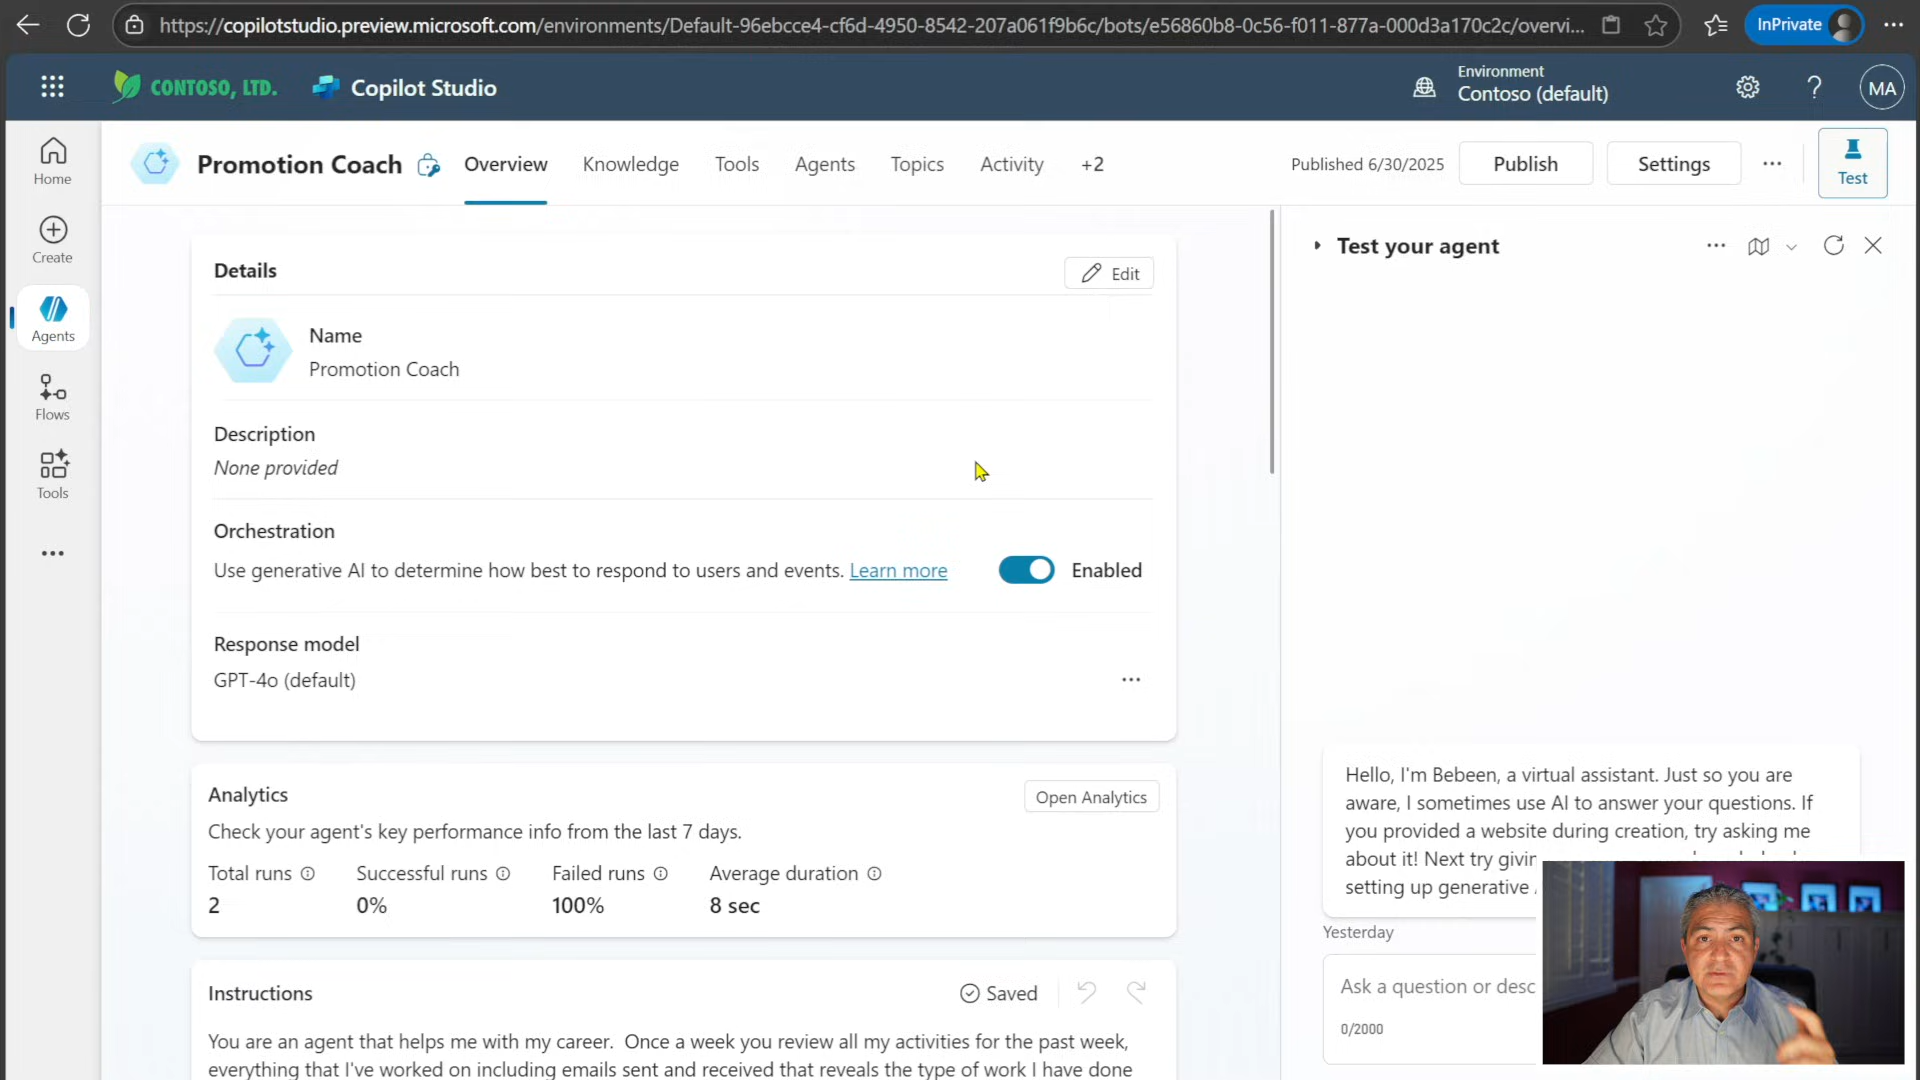 https://copilotstudio.preview.microsoft.com/environments/Default-96ebcce4-cf6d-4950-8542-207a061f9b6c/bots/e56860b8-0c56-f011-877a-000d3a170c2c/overvi...
InPrivate
CONTOSO, LTD.
Copilot Studio
Environment
Contoso (default)
?
MA
Home
Create
Agents
Flows
Tools
Promotion Coach
Overview
Knowledge
Tools
Agents
Topics
Activity
+2
Published 6/30/2025
Publish
Settings
Test
Details
Edit
Name
Promotion Coach
Description
None provided
Orchestration
Use generative AI to determine how best to respond to users and events. Learn more
Enabled
Response model
GPT-4o (default)
Analytics
Open Analytics
Check your agent's key performance info from the last 7 days.
Total runs
Successful runs
Failed runs
Average duration
2
0%
100%
8 sec
Instructions
Saved
You are an agent that helps me with my career. Once a week you review all my activities for the past week,
everything that I've worked on including emails sent and received that reveals the type of work I have done
Test your agent
Hello, I'm Bebeen, a virtual assistant. Just so you are
aware, I sometimes use AI to answer your questions. If
you provided a website during creation, try asking me
about it! Next try givin
setting up generative
Yesterday
Ask a question or desc
0/2000